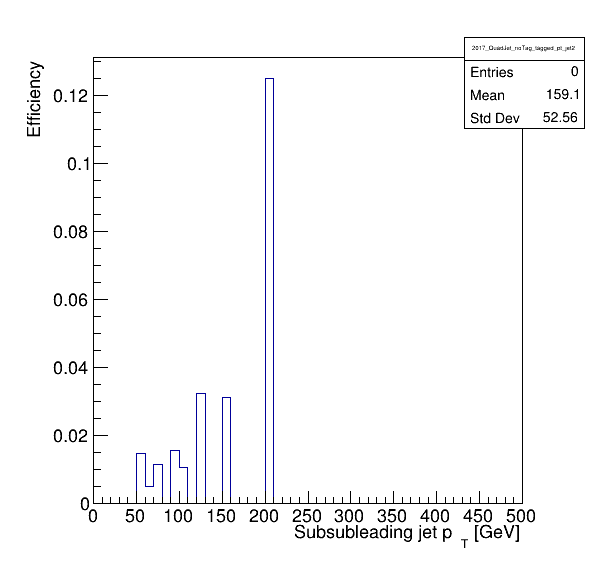 2017_QuadJet_noTag_tagged_pt_jet2
Entries 0
Mean 159.1
Std Dev 52.56
Efficiency
0.12
0.1
0.08
0.06
0.04
0.02
0
0 50 100 150 200 250 300 350 400 450 500
Subsubleading jet p T [GeV]